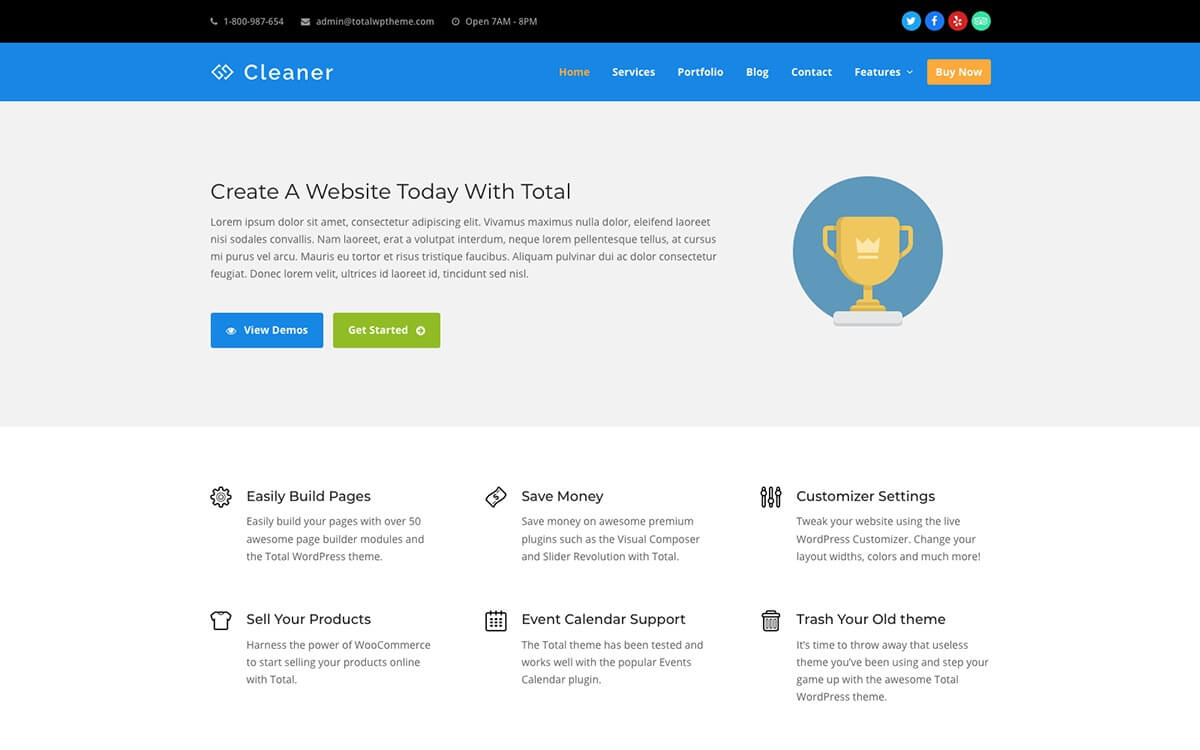 1-800-987-654 admin@totalwptheme.com Open 7AM - 8PM
Cleaner Home Services Portfolio Blog Contact Features Buy Now
Create A Website Today With Total
Lorem ipsum dolor sit amet, consectetur adipiscing elit. Vivamus maximus nulla dolor, eleifend laoreet
nisi sodales convallis. Nam laoreet, erat a volutpat interdum, neque lorem pellentesque tellus, at cursus
mi purus vel arcu. Mauris eu tortor et risus tristique faucibus. Aliquam pulvinar dui ac dolor consectetur
feugiat. Donec lorem velit, ultrices id laoreet id, tincidunt sed nisl.
View Demos Get Started
Easily Build Pages
Easily build your pages with over 50
awesome page builder modules and
the Total WordPress theme.
Save Money
Save money on awesome premium
plugins such as the Visual Composer
and Slider Revolution with Total.
Customizer Settings
Tweak your website using the live
WordPress Customizer. Change your
layout widths, colors and much more!
Sell Your Products
Harness the power of WooCommerce
to start selling your products online
with Total.
Event Calendar Support
The Total theme has been tested and
works well with the popular Events
Calendar plugin.
Trash Your Old theme
It's time to throw away that useless
theme you've been using and step your
game up with the awesome Total
WordPress theme.